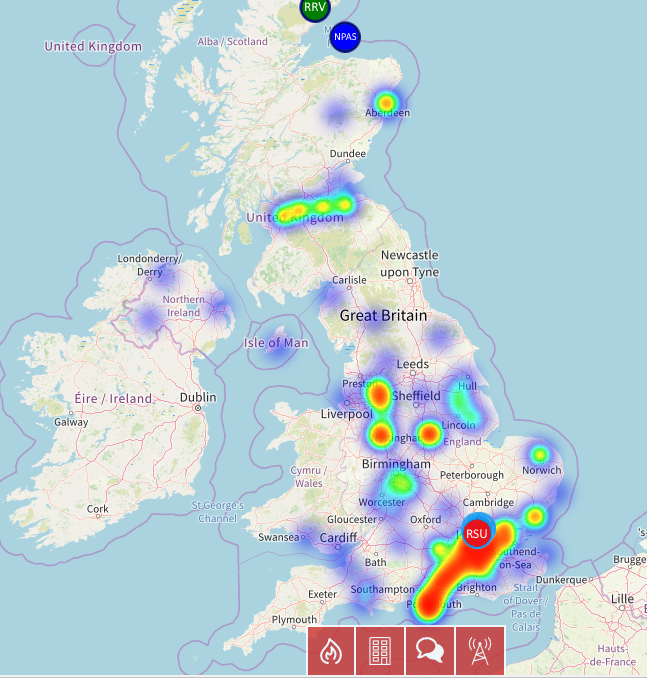 RRV
NPAS
United Kingdom
Alba / Scotland
Aberdeen
Dundee
United Kingdom
Newcastle
upon Tyne
Londonderry/
Derry
Carlisle
Northern
Ireland
Great Britain
Isle of Man
Leeds
Preston
Hull
Éire / Ireland
Dublin
Sheffield
Liverpool
Galway
Lincoln
ingha
England
Birmingham
Norwich
Cymru /
Wales
Peterborough
Worcester
Cambridge
Cork
St George's
Channel
Gloucester
Oxford
RSU
Swansea
Cardiff
outhend-
on-Sea
's-
Bath
Brugge
Dunkerque
Southampton
Brighton
Strait
of Dover /
Pas de
Calais
Lille
Exeter
P
outh
Plymouth
Hauts-
de-France